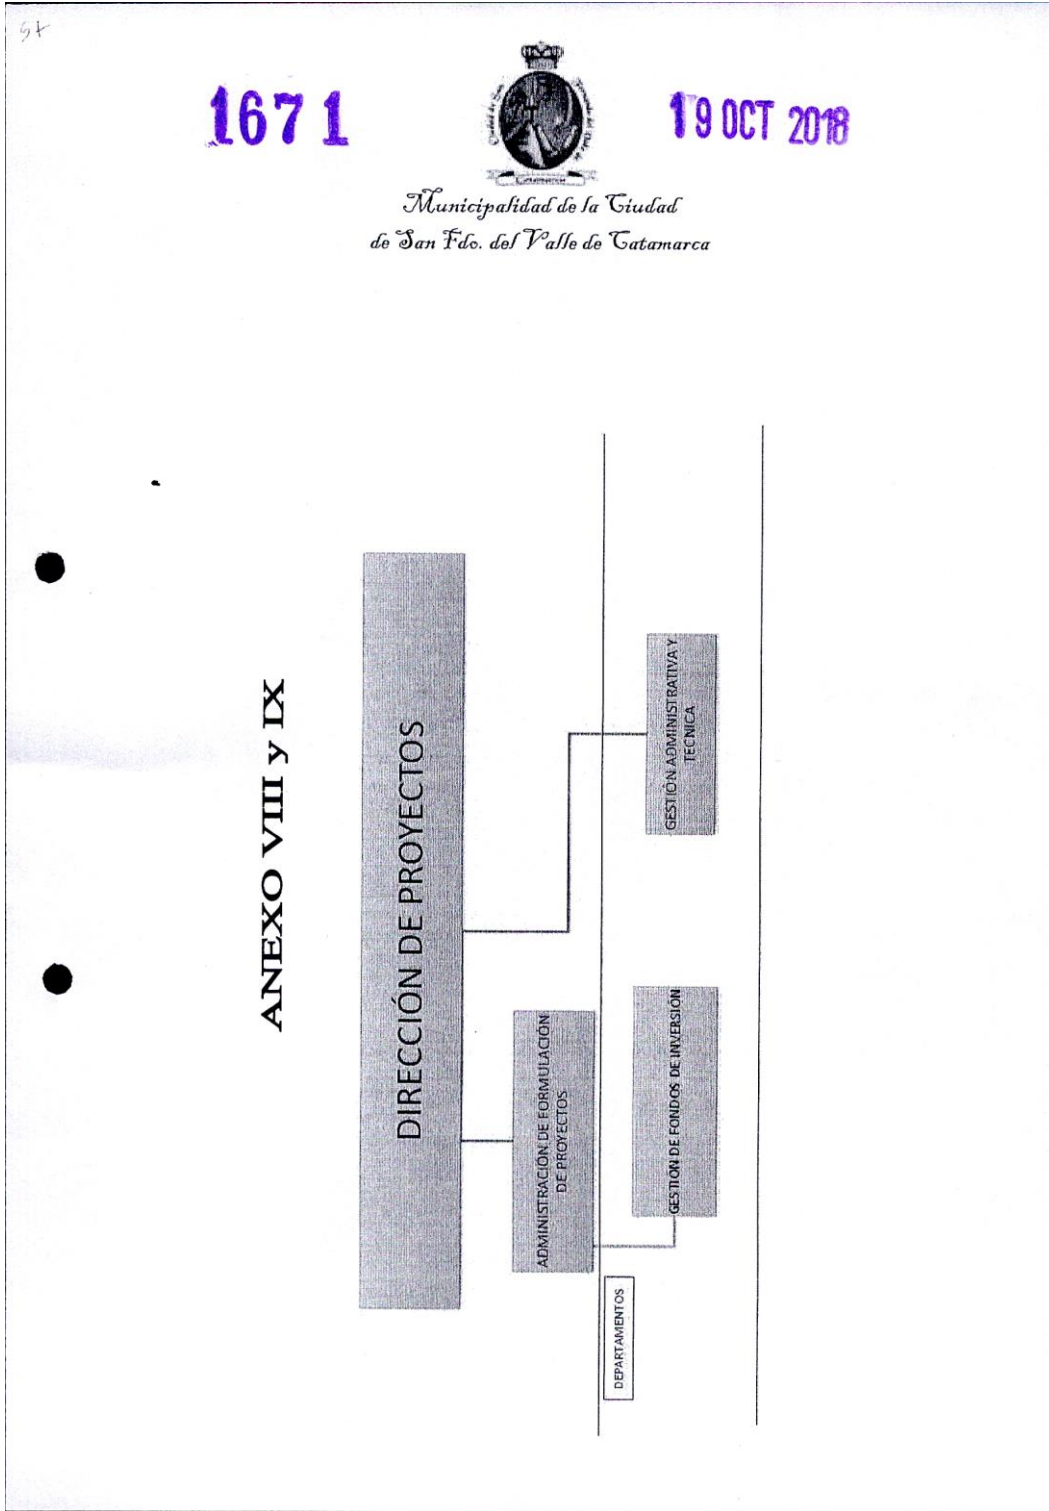 1671
19 OCT 2018
Municipalidad de la Ciudad
de San Fdo. del Valle de Catamarca
ANEXO VIII y IX
DIRECCIÓN DE PROYECTOS
ADMINISTRACIÓN DE FORMULACIÓN
DE PROYECTOS
DEPARTAMENTOS
GESTION DE FONDOS DE INVERSIÓN
GESTIÓN ADMINISTRATIVA Y
TECNICA